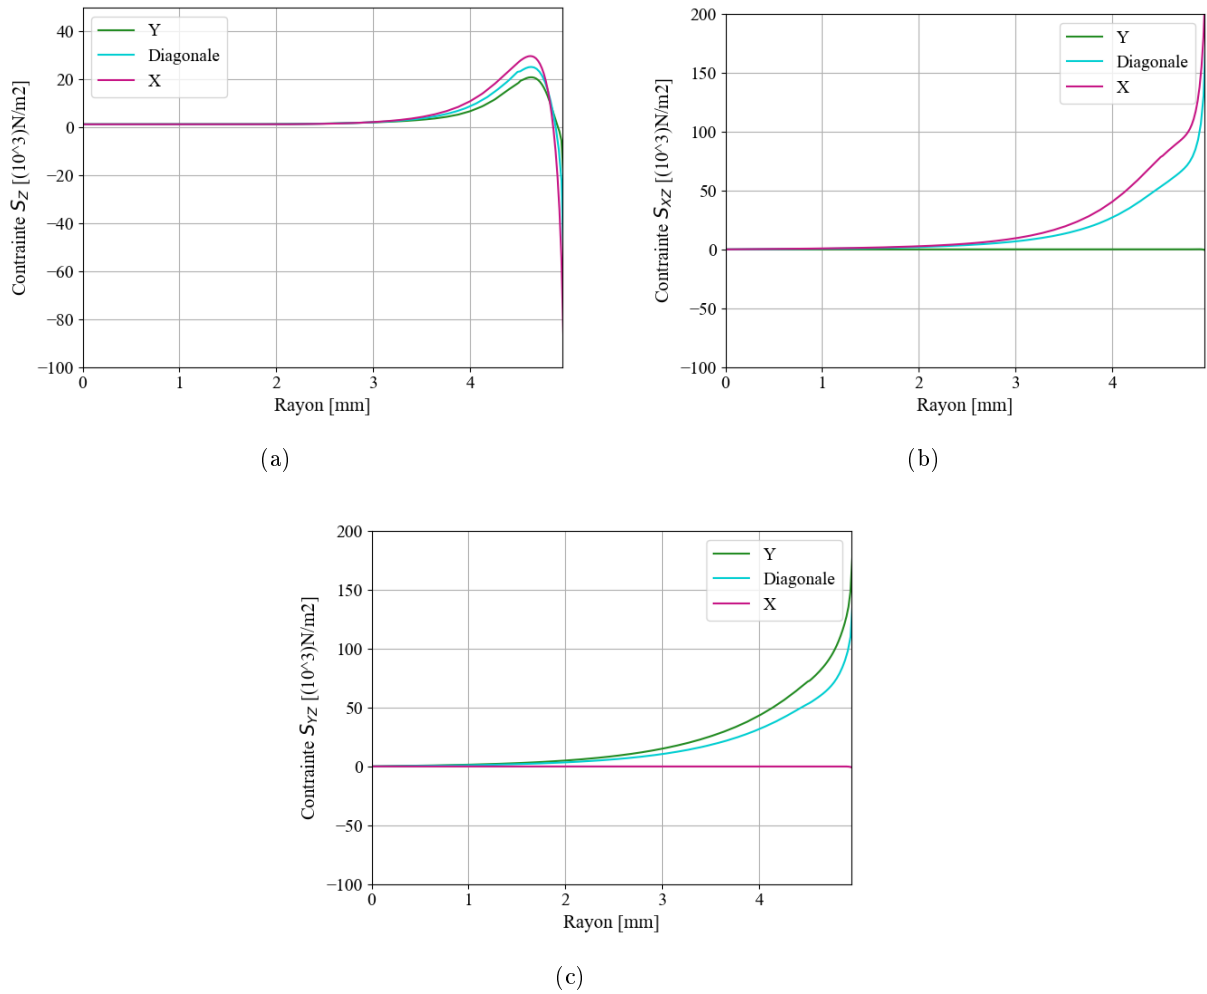 Contrainte S_Z [(10^3)N/m2]
40
20
0
−20
−40
−60
−80
−100
Y
Diagonale
X
0 1 2 3 4
Rayon [mm]
(a)
Contrainte S_XZ [(10^3)N/m2]
200
150
100
50
0
−50
−100
Y
Diagonale
X
0 1 2 3 4
Rayon [mm]
(b)
Contrainte S_YZ [(10^3)N/m2]
200
150
100
50
0
−50
−100
Y
Diagonale
X
0 1 2 3 4
Rayon [mm]
(c)